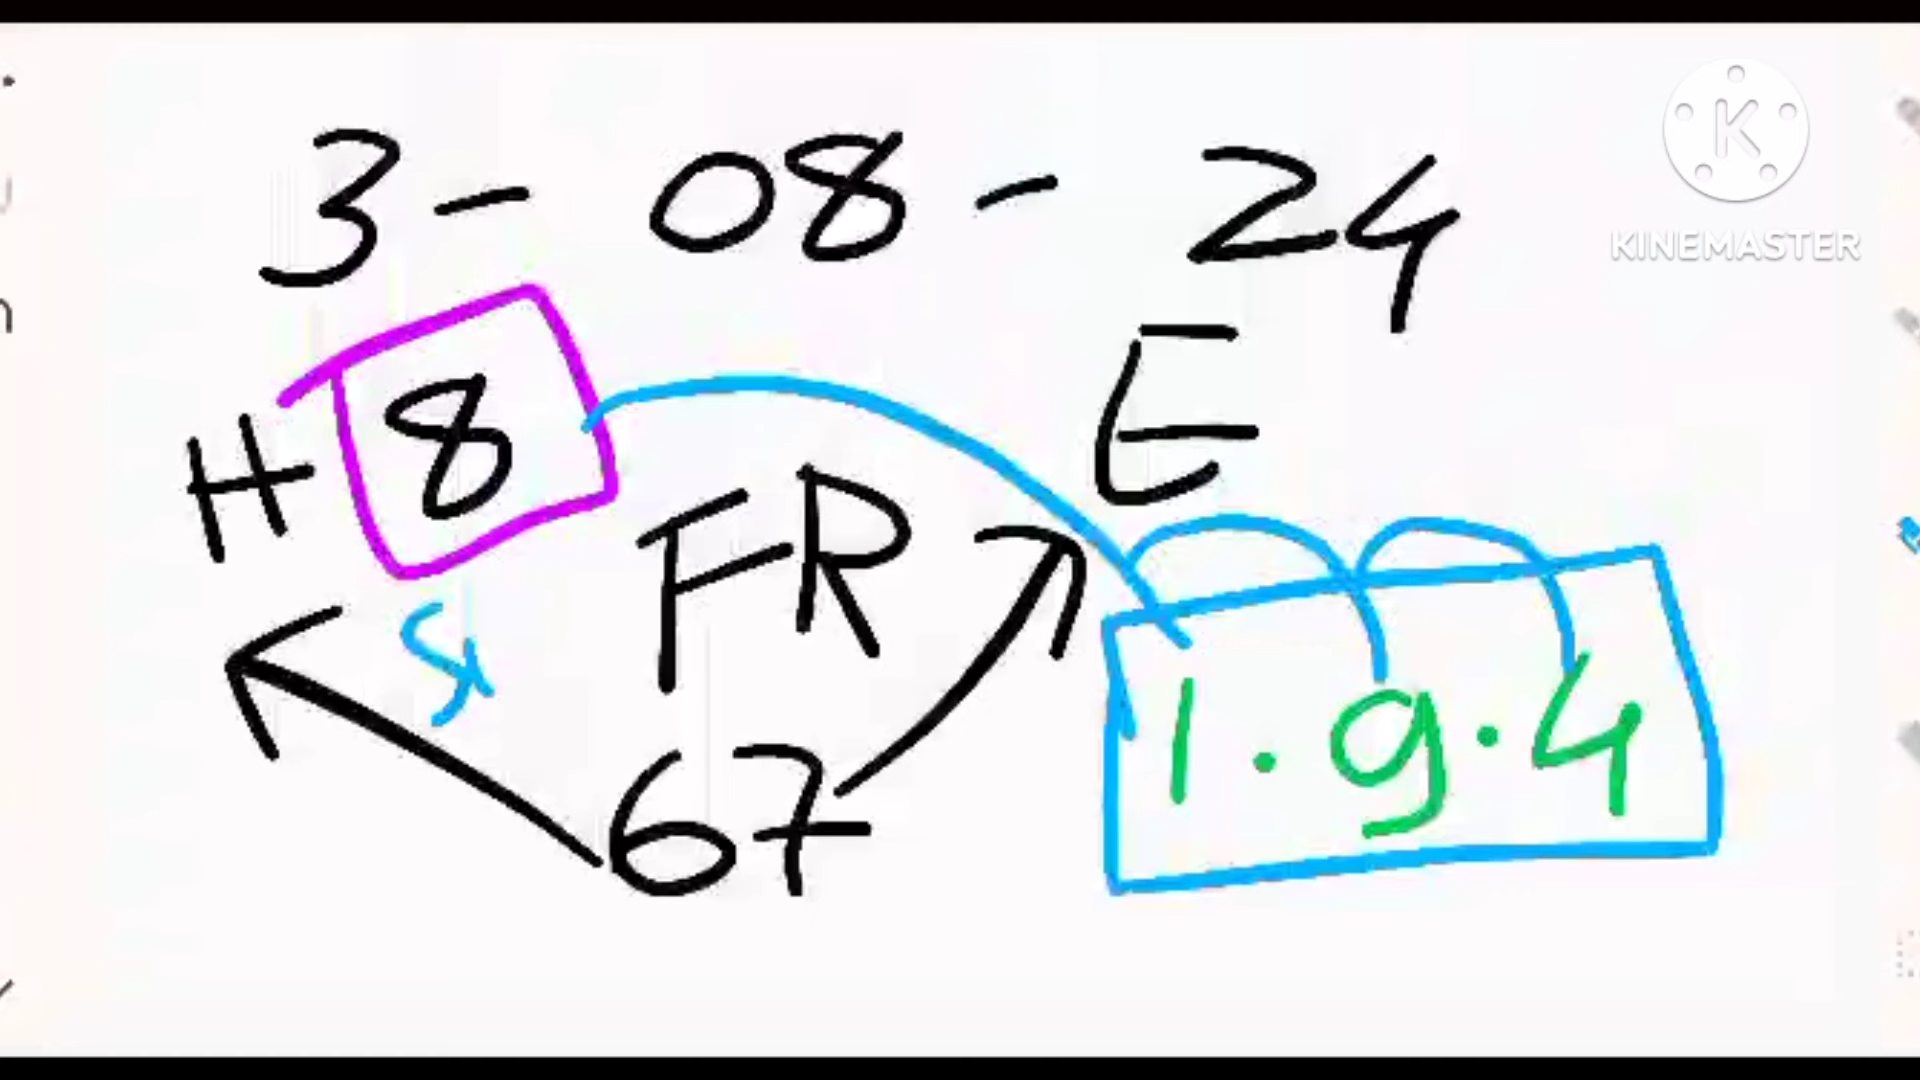 3 - 08 - 24
K
KINEMASTER
H 8
E
FR
1 . 9 . 4
67